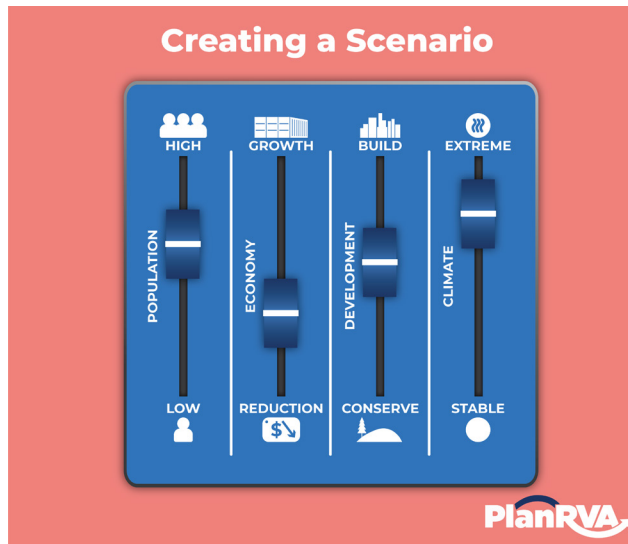 Creating a Scenario
HIGH
GROWTH
BUILD
EXTREME
POPULATION
ECONOMY
DEVELOPMENT
CLIMATE
LOW
REDUCTION
CONSERVE
STABLE
$
PlanRVA